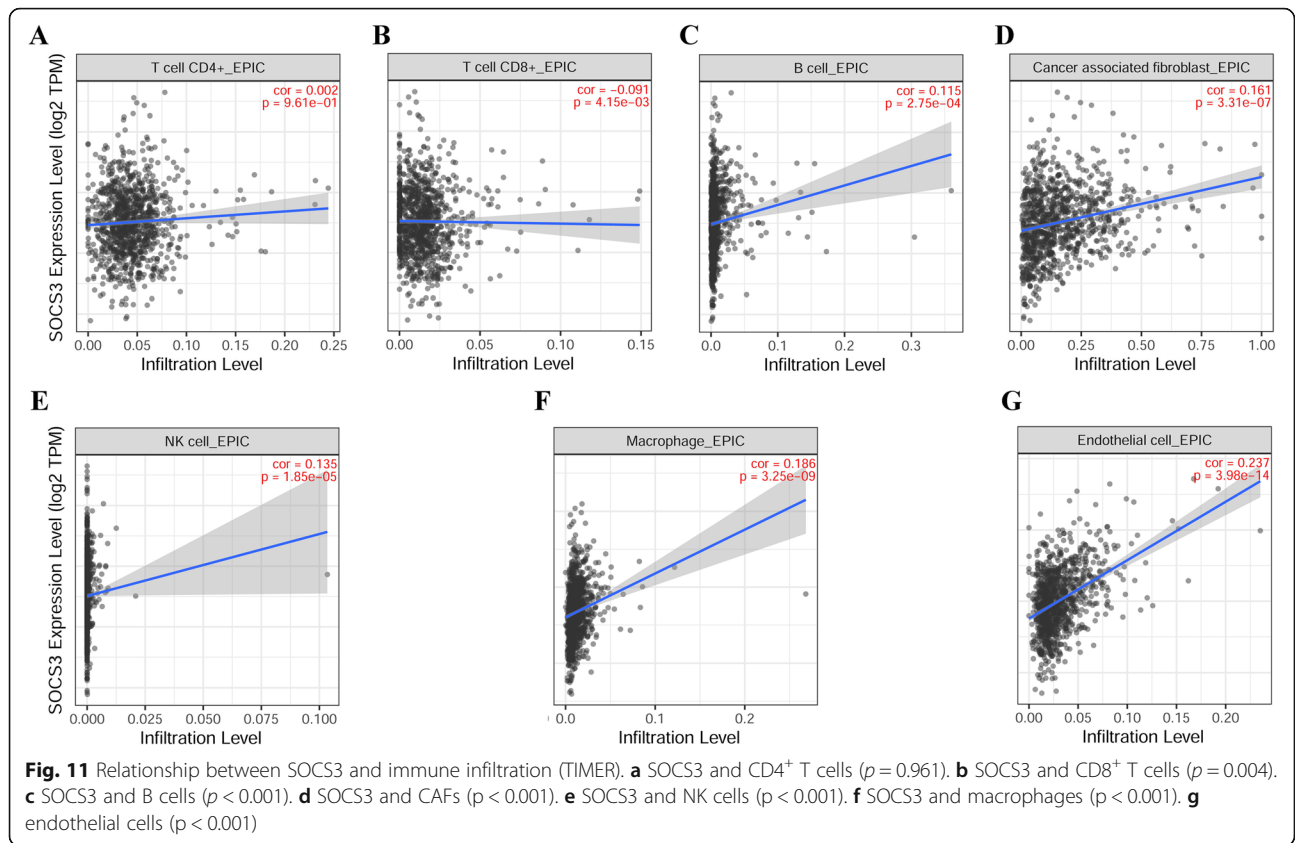 A
B
C
D
T cell CD4+_EPIC
T cell CD8+_EPIC
B cell_EPIC
Cancer associated fibroblast_EPIC
cor = 0.002
p = 9.61e−01
cor = −0.091
p = 4.15e−03
cor = 0.115
p = 2.75e−04
cor = 0.161
p = 3.31e−07
SOCS3 Expression Level (log2 TPM)
0.00 0.05 0.10 0.15 0.20 0.25
0.00 0.05 0.10 0.15
0.0 0.1 0.2 0.3
0.00 0.25 0.50 0.75 1.00
Infiltration Level
Infiltration Level
Infiltration Level
Infiltration Level
E
F
G
NK cell_EPIC
Macrophage_EPIC
Endothelial cell_EPIC
cor = 0.135
p = 1.85e−05
cor = 0.186
p = 3.25e−09
cor = 0.237
p = 3.98e−14
SOCS3 Expression Level (log2 TPM)
0.000 0.025 0.050 0.075 0.100
0.0 0.1 0.2
0.00 0.05 0.10 0.15 0.20
Infiltration Level
Infiltration Level
Infiltration Level
Fig. 11 Relationship between SOCS3 and immune infiltration (TIMER). a SOCS3 and CD4+ T cells (p = 0.961). b SOCS3 and CD8+ T cells (p = 0.004).
c SOCS3 and B cells (p < 0.001). d SOCS3 and CAFs (p < 0.001). e SOCS3 and NK cells (p < 0.001). f SOCS3 and macrophages (p < 0.001). g
endothelial cells (p < 0.001)